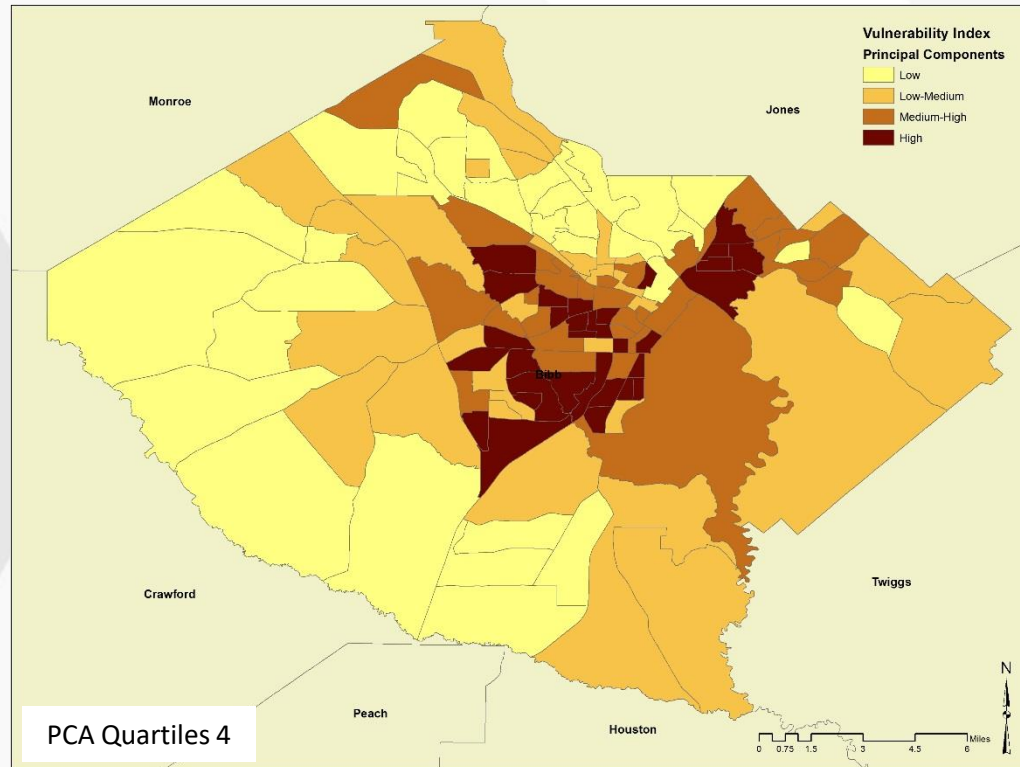 Vulnerability Index
Principal Components
Low
Low-Medium
Medium-High
High
Monroe
Jones
Bibb
Crawford
Twiggs
Peach
Houston
N
Miles
0 0.75 1.5 3 4.5 6
PCA Quartiles 4